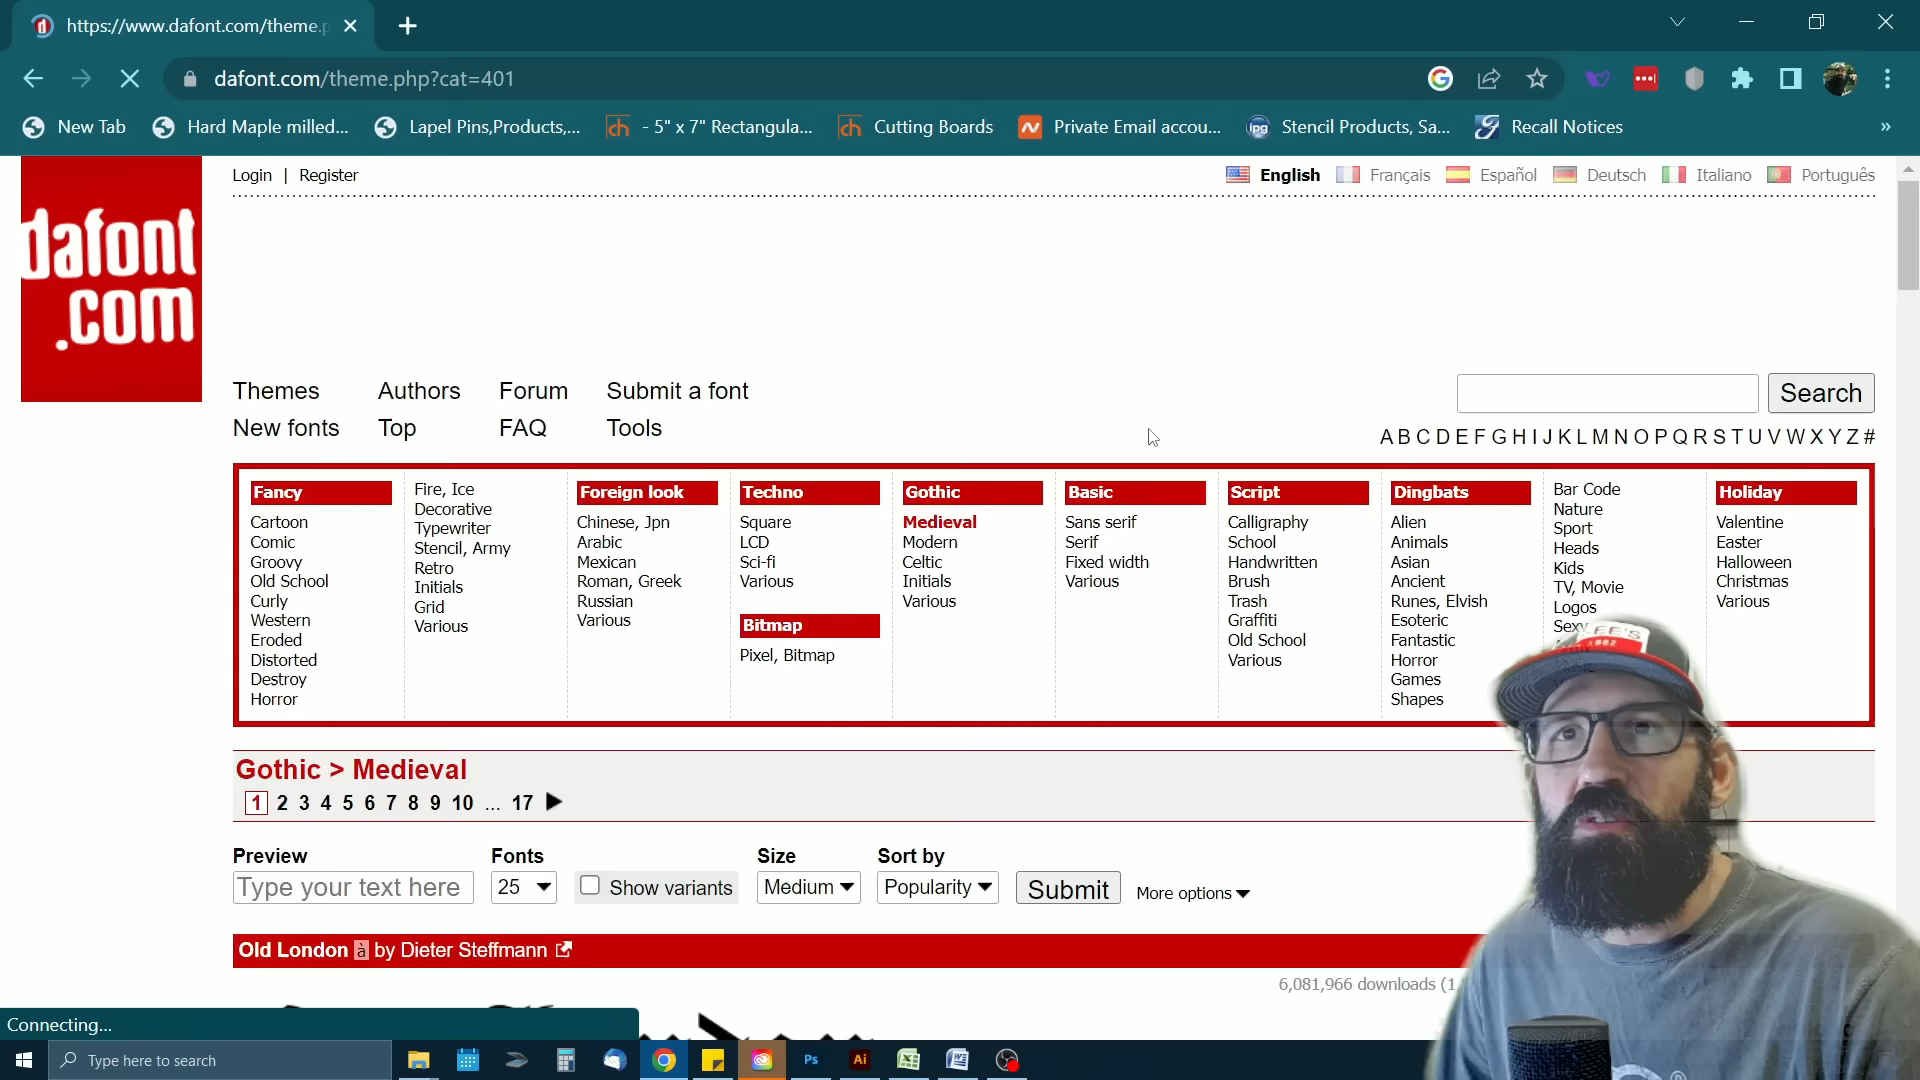 https://www.dafont.com/theme.p
dafont.com/theme.php?cat=401
New Tab
Hard Maple milled...
Lapel Pins,Products,...
- 5" x 7" Rectangula...
Cutting Boards
Private Email accou...
Stencil Products, Sa...
Recall Notices
»
dafont
.com
Login | Register
English Français Español Deutsch Italiano Português
Themes Authors Forum Submit a font
New fonts Top FAQ Tools
Search
A B C D E F G H I J K L M N O P Q R S T U V W X Y Z #
Fancy
Cartoon
Comic
Groovy
Old School
Curly
Western
Eroded
Distorted
Destroy
Horror
Fire, Ice
Decorative
Typewriter
Stencil, Army
Retro
Initials
Grid
Various
Foreign look
Chinese, Jpn
Arabic
Mexican
Roman, Greek
Russian
Various
Techno
Square
LCD
Sci-fi
Various
Bitmap
Pixel, Bitmap
Gothic
Medieval
Modern
Celtic
Initials
Various
Basic
Sans serif
Serif
Fixed width
Various
Script
Calligraphy
School
Handwritten
Brush
Trash
Graffiti
Old School
Various
Dingbats
Alien
Animals
Asian
Ancient
Runes, Elvish
Esoteric
Fantastic
Horror
Games
Shapes
Bar Code
Nature
Sport
Heads
Kids
TV, Movie
Logos
Sexy
Holiday
Valentine
Easter
Halloween
Christmas
Various
Gothic > Medieval
1 2 3 4 5 6 7 8 9 10 ... 17
Preview Fonts Size Sort by
Type your text here 25 Show variants Medium Popularity Submit More options
Old London à by Dieter Steffmann
6,081,966 downloads (1
Connecting...
Type here to search
Ps
Ai